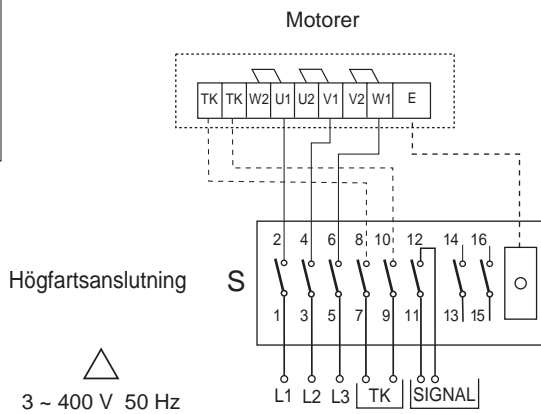 Motorer
TK TK W2 U1 U2 V1 V2 W1 E
2 4 6 8 10 12 14 16
Högfartsanslutning S
1 3 5 7 9 11 13 15
L1 L2 L3 TK SIGNAL
3 ~ 400 V 50 Hz